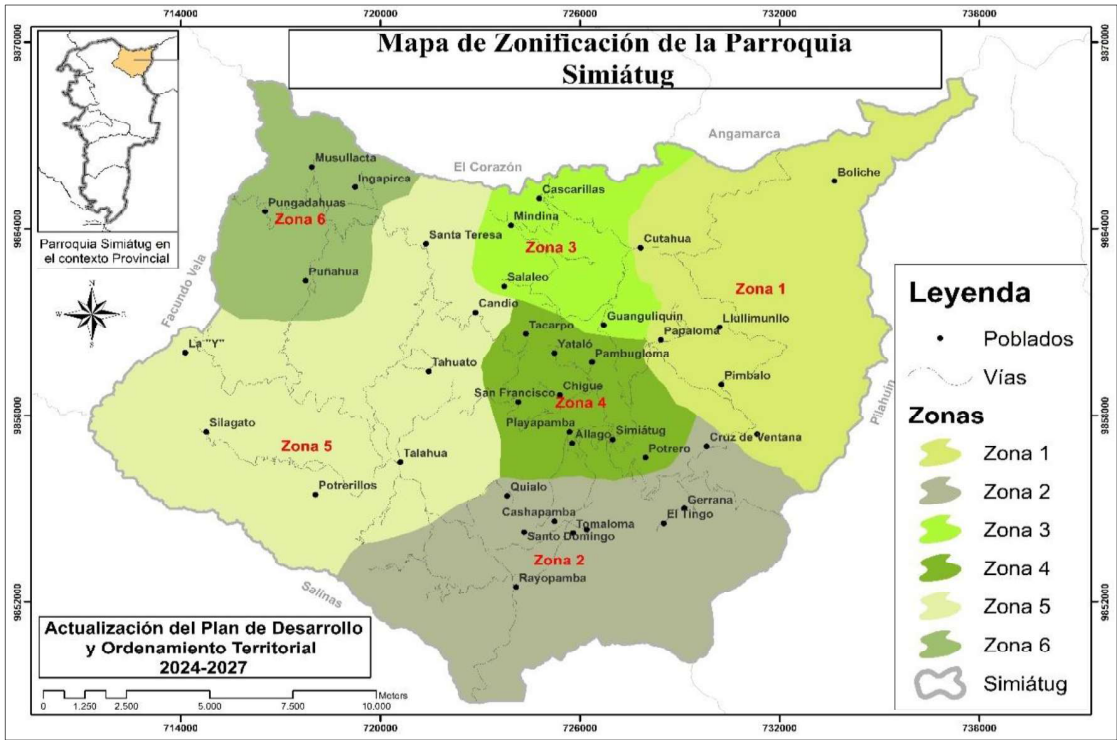 714000 720000 726000 732000 738000
9870000 9870000
Mapa de Zonificación de la Parroquia
Simiátug
Parroquia Simiátug en
el contexto Provincial
N
Angamarca
El Corazón
Boliche
Musullacta
Ingapirca
Cascarillas
Pungadahuas
Zona 6
Mindina
9864000 9864000
Santa Teresa
Zona 3
Cutahua
Puñahua
Salaleo
Zona 1
Facundo Vela
Candio
Leyenda
Guanguliquin
Llullimunllo
Tacarpo
Papaloma
Poblados
La "Y"
Yataló
Pambugloma
Vías
Tahuato
Pimbalo
San Francisco
Chigue
Zona 4
Pilahuin
9858000 9858000
Zonas
Silagato
Playapamba
Allago
Simiátug
Cruz de Ventana
Zona 5
Zona 1
Talahua
Potrero
Zona 2
Potrerillos
Quialo
Gerrana
Cashapamba
Tomaloma
El Tingo
Zona 3
Santo Domingo
Zona 2
Zona 4
Rayopamba
Salinas
9852000 9852000
Zona 5
Actualización del Plan de Desarrollo
y Ordenamiento Territorial
2024-2027
Zona 6
Meters
0 1.250 2.500 5.000 7.500 10.000
Simiátug
714000 720000 726000 732000 738000